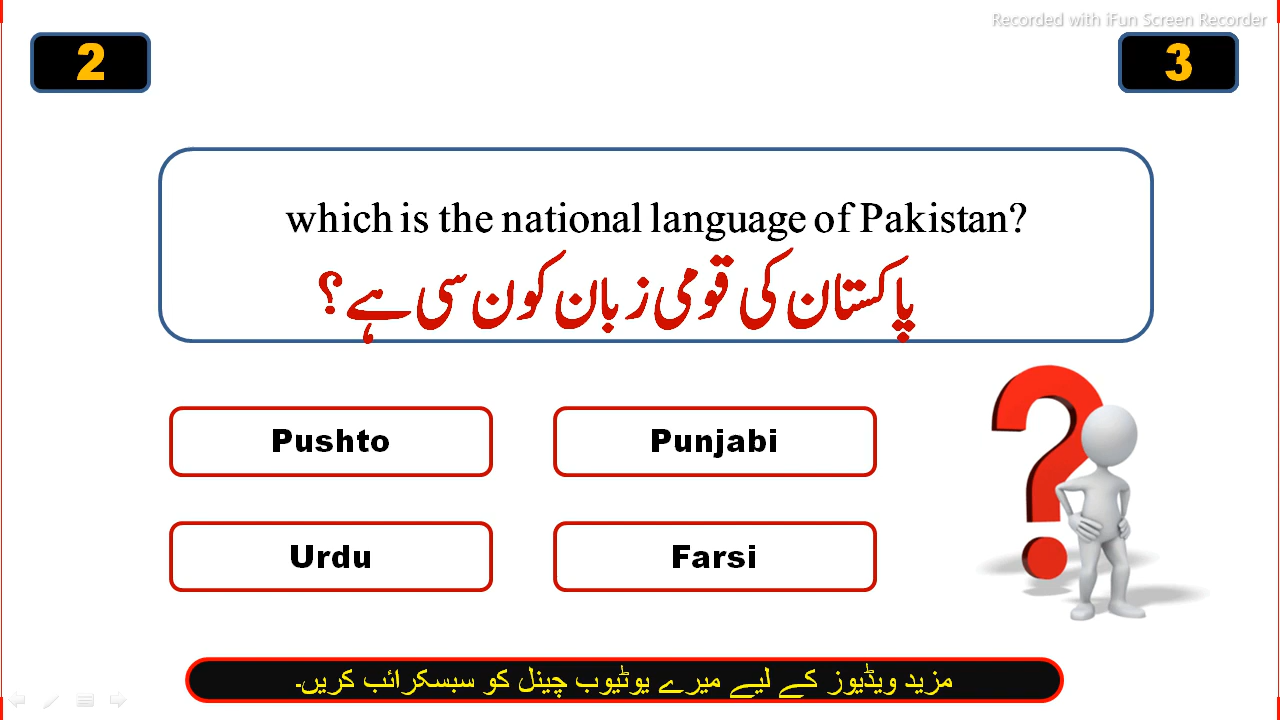 Recorded with iFun Screen Recorder
2
3
which is the national language of Pakistan?
پاکستان کی قومی زبان کون سی ہے؟
Pushto
Punjabi
Urdu
Farsi
مزید ویڈیوز کے لیے میرے یوٹیوب چینل کو سبسکرائب کریں۔